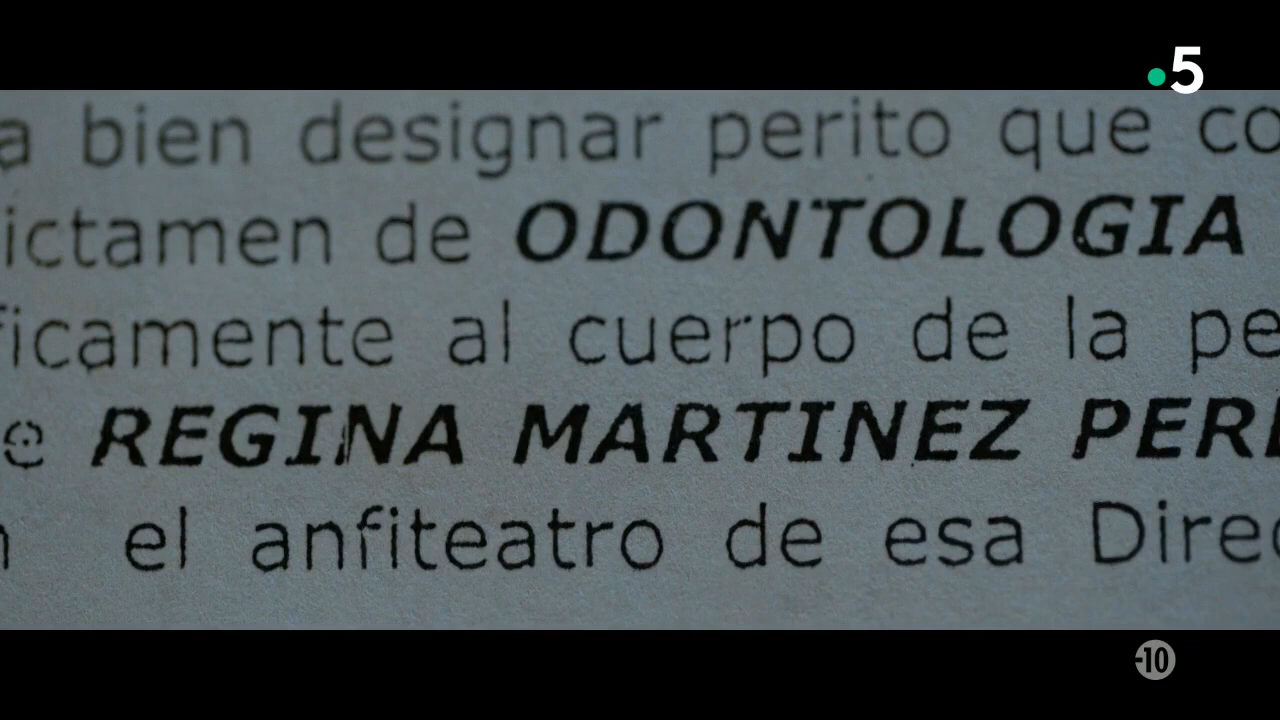 5
a bien designar perito que co
ictamen de ODONTOLOGIA
ficamente al cuerpo de la pe
e REGINA MARTINEZ PERE
n el anfiteatro de esa Direc
-10